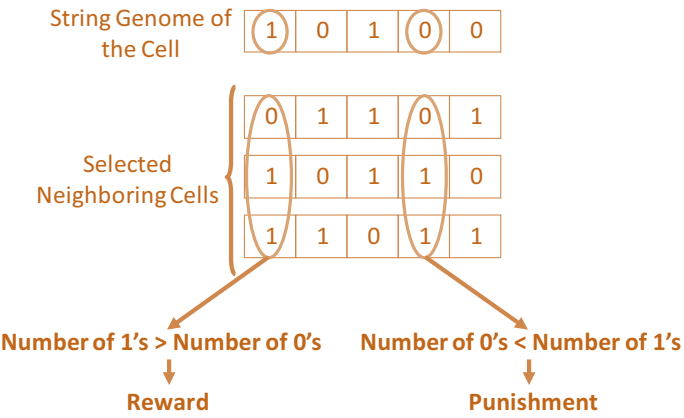 String Genome of
the Cell
1 0 1 0 0
0 1 1 0 1
Selected
Neighboring Cells
1 0 1 1 0
1 1 0 1 1
Number of 1's > Number of 0's
Number of 0's < Number of 1's
Reward
Punishment